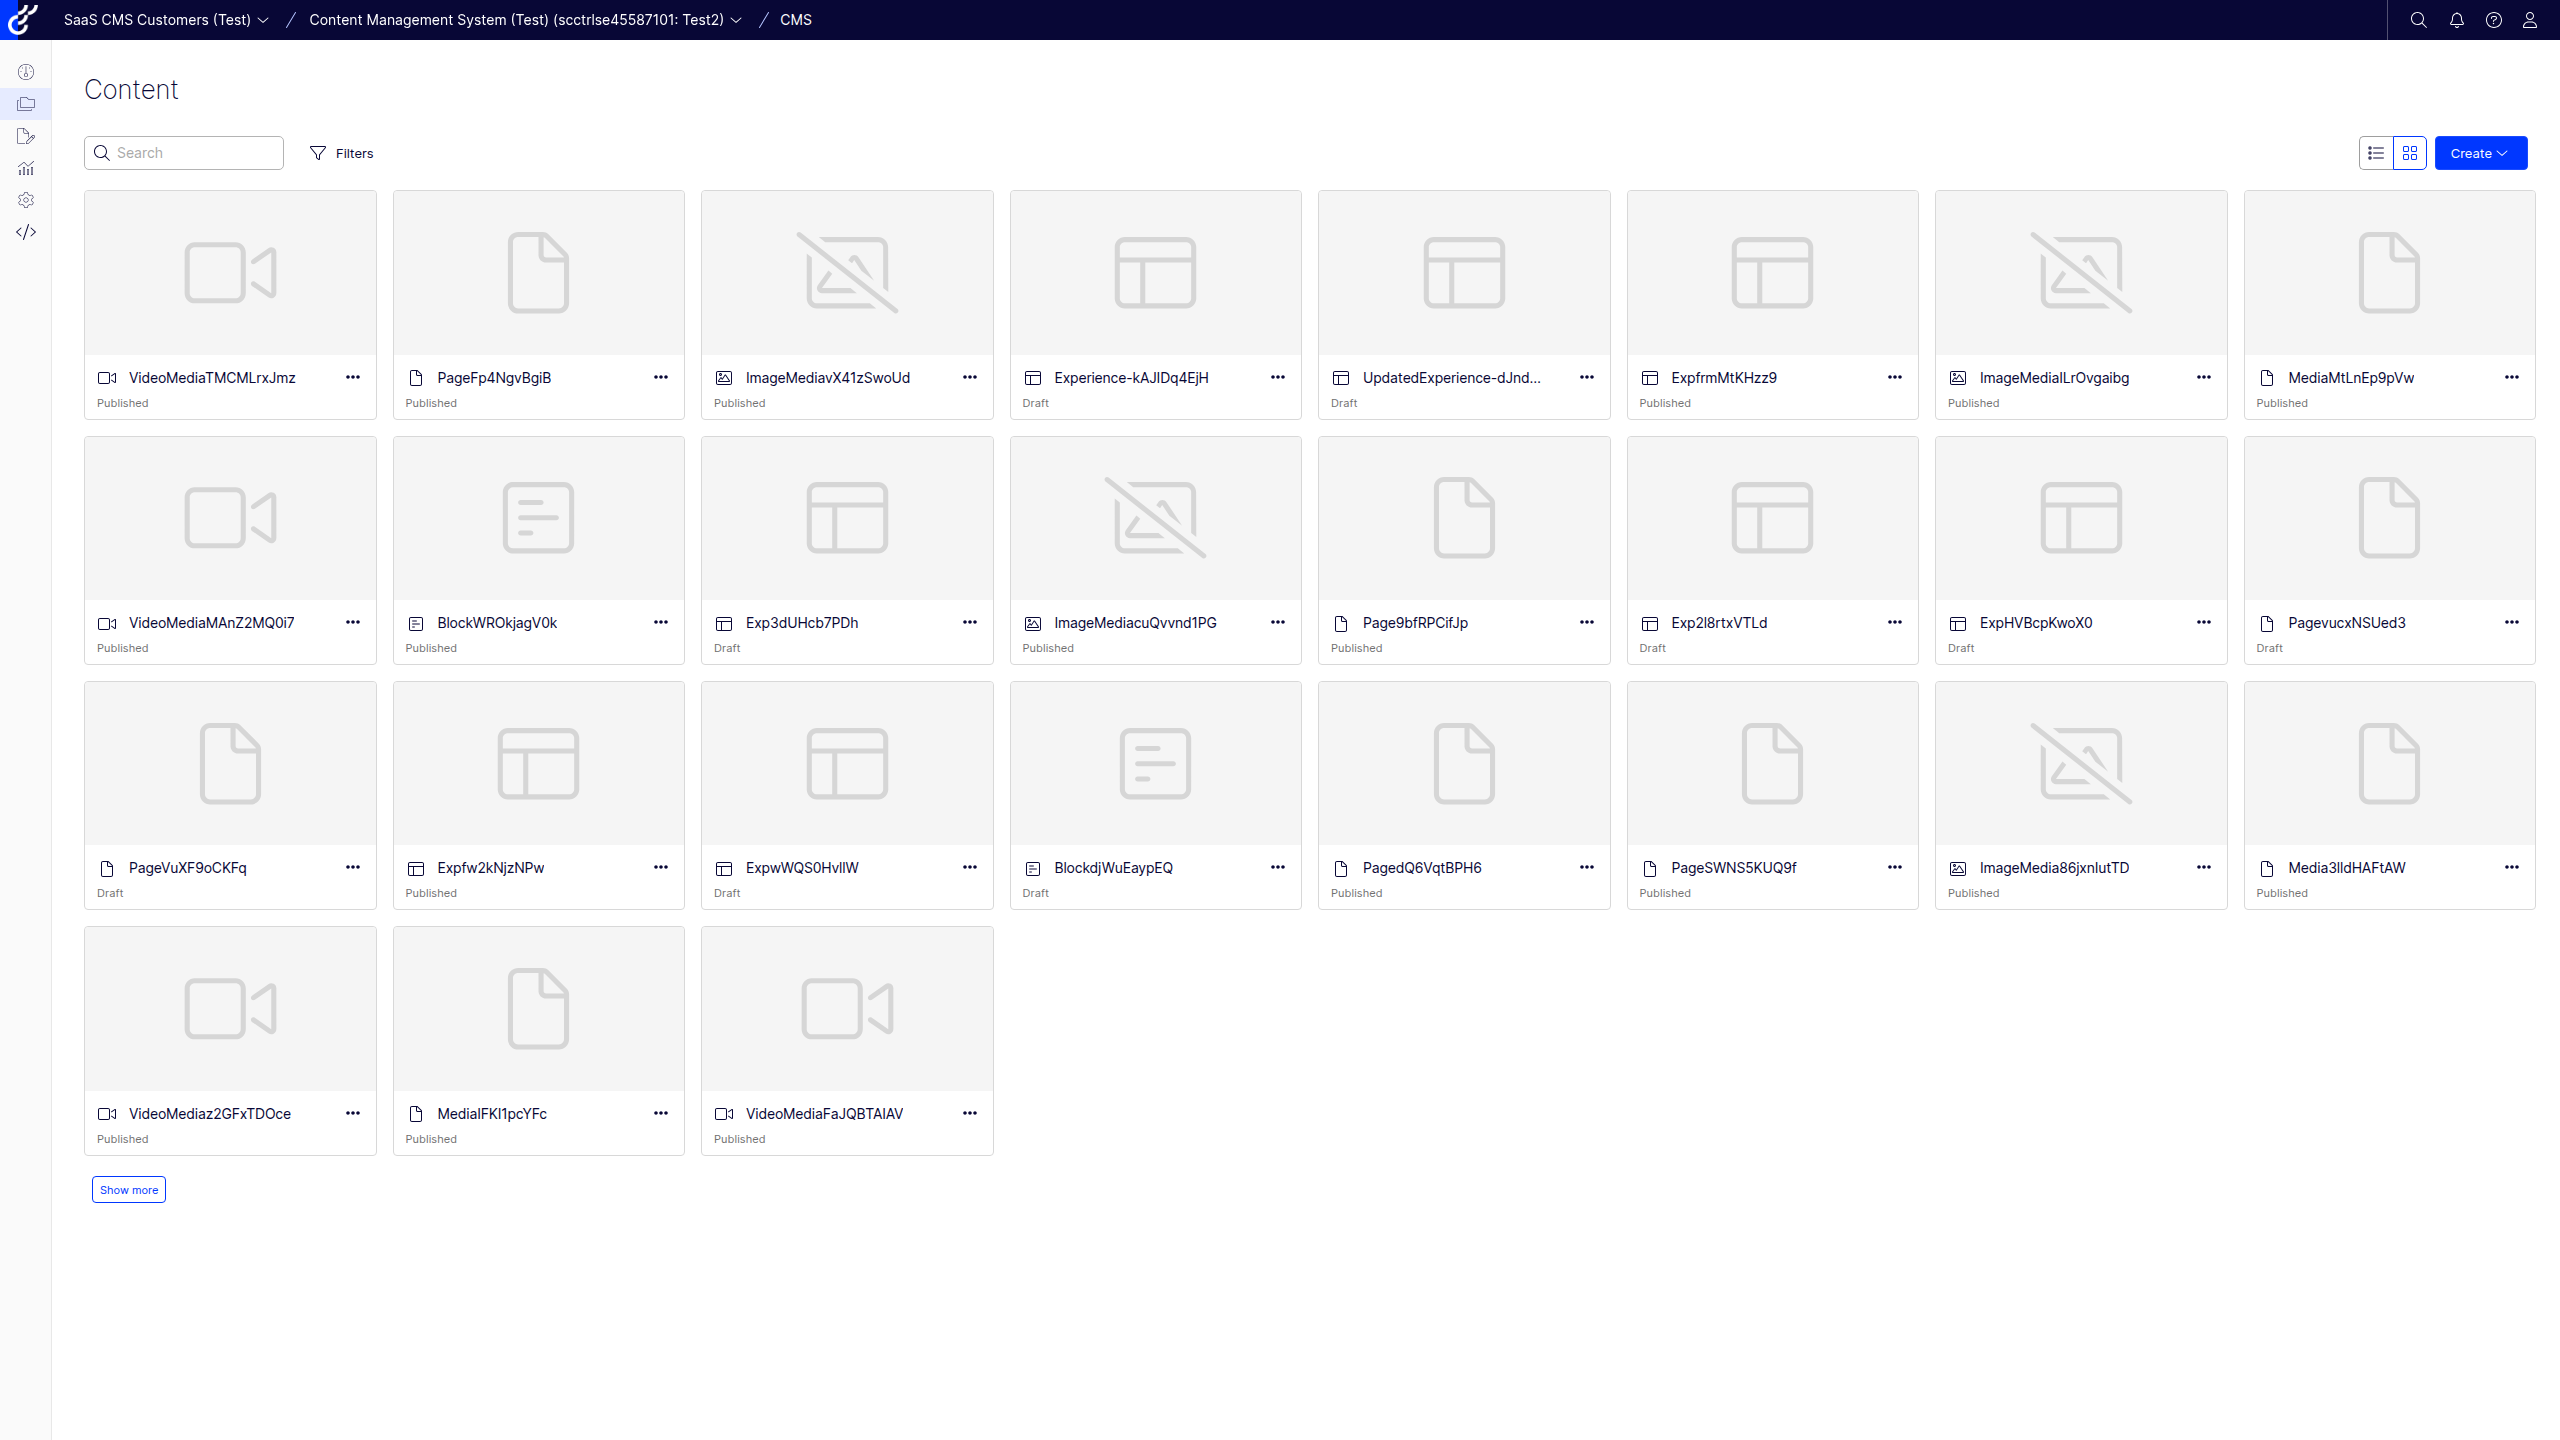 SaaS CMS Customers (Test) / Content Management System (Test) (scctrlse45587101: Test2) / CMS
Content
Search
Filters
Create
VideoMediaTMCMLrxJmz PageFp4NgvBgiB ImageMediavX41zSwoUd Experience-kAJIDq4EjH UpdatedExperience-dJnd... ExpfrmMtKHzz9 ImageMediaILrOvgaibg MediaMtLnEp9pVw
Published Published Published Draft Draft Published Published Published
VideoMediaMAnZ2MQ0i7 BlockWROkjagV0k Exp3dUHcb7PDh ImageMediacuQvvnd1PG Page9bfRPCifJp Exp2I8rtxVTLd ExpHVBcpKwoX0 PagevucxNSUed3
Published Published Draft Published Published Draft Draft Draft
PageVuXF9oCKFq Expfw2kNjzNPw ExpwWQS0HvIlW BlockdjWuEaypEQ PagedQ6VqtBPH6 PageSWNS5KUQ9f ImageMedia86jxnlutTD Media3lIdHAFtAW
Draft Published Draft Draft Published Published Published Published
VideoMediaz2GFxTDOce MediaIFKI1pcYFc VideoMediaFaJQBTAIAV
Published Published Published
Show more